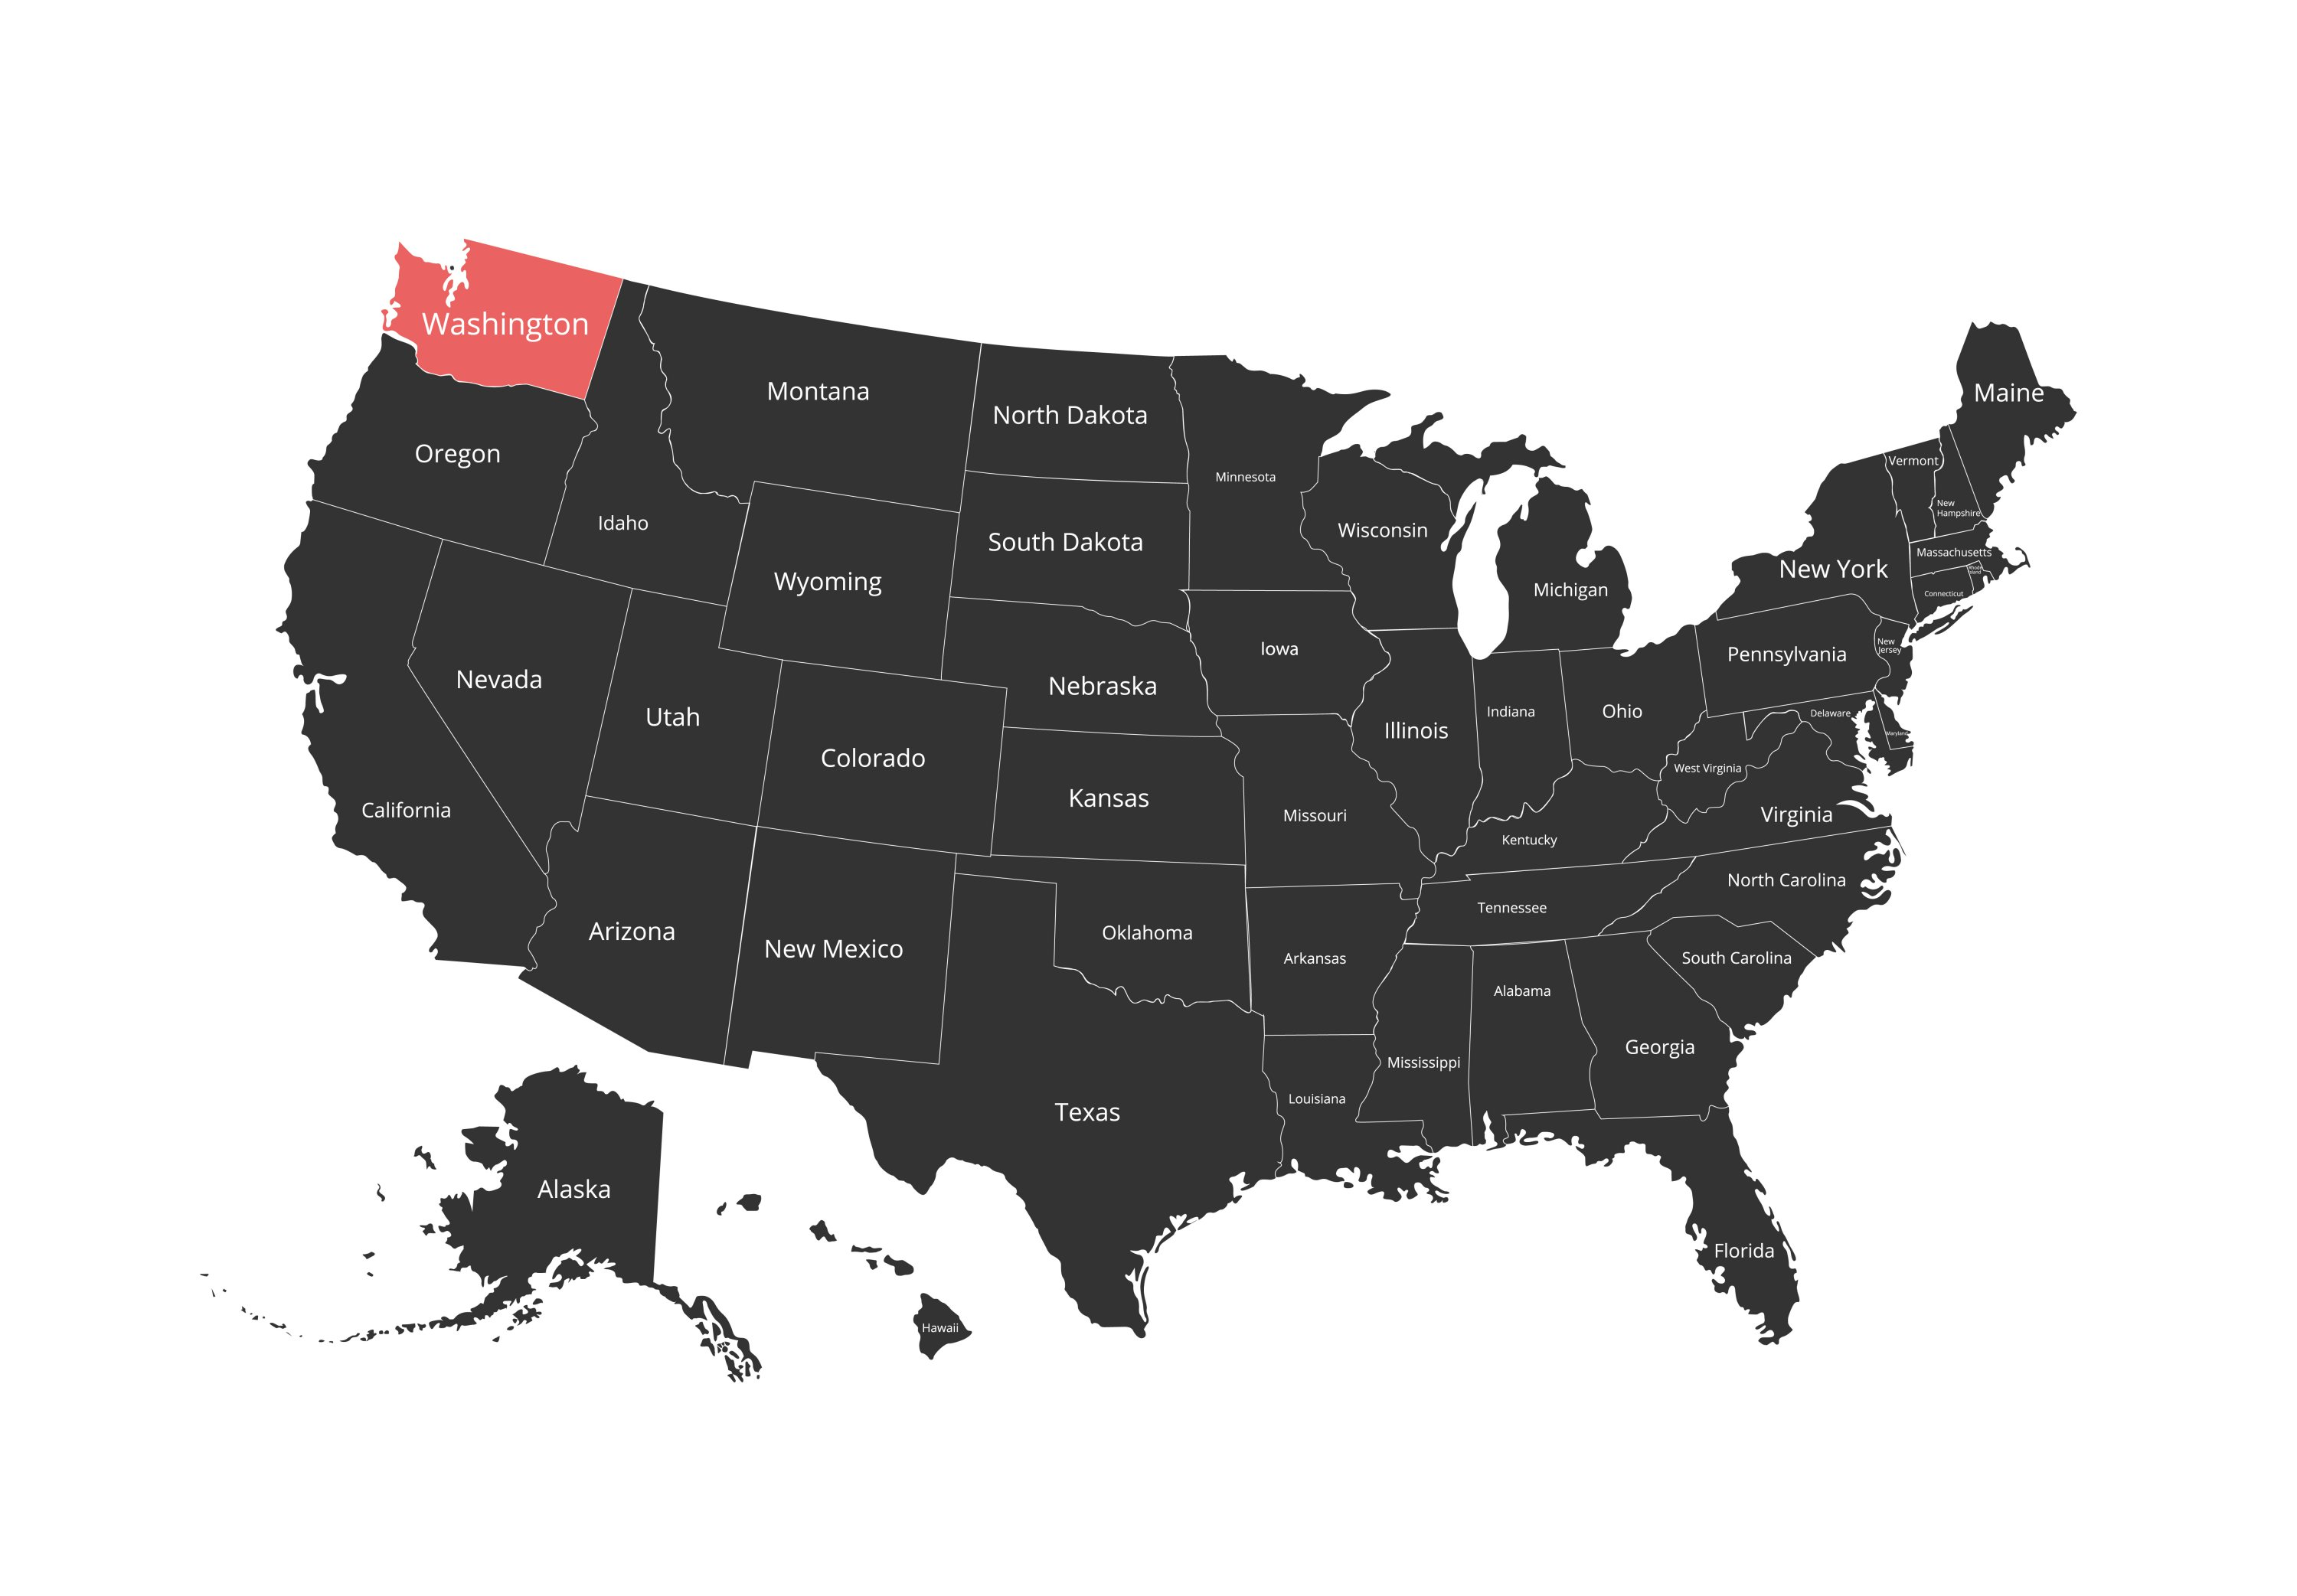 Washington
Montana
North Dakota
Minnesota
Maine
Oregon
Idaho
Wyoming
South Dakota
Wisconsin
Michigan
New York
Vermont
New
Hampshire
Massachusetts
Rhode
Island
Connecticut
Nevada
Utah
Colorado
Nebraska
Iowa
Illinois
Indiana
Ohio
Pennsylvania
New
Jersey
Delaware
Maryland
California
Kansas
Missouri
Kentucky
West Virginia
Virginia
Arizona
New Mexico
Oklahoma
Arkansas
Tennessee
North Carolina
South Carolina
Texas
Louisiana
Mississippi
Alabama
Georgia
Florida
Alaska
Hawaii